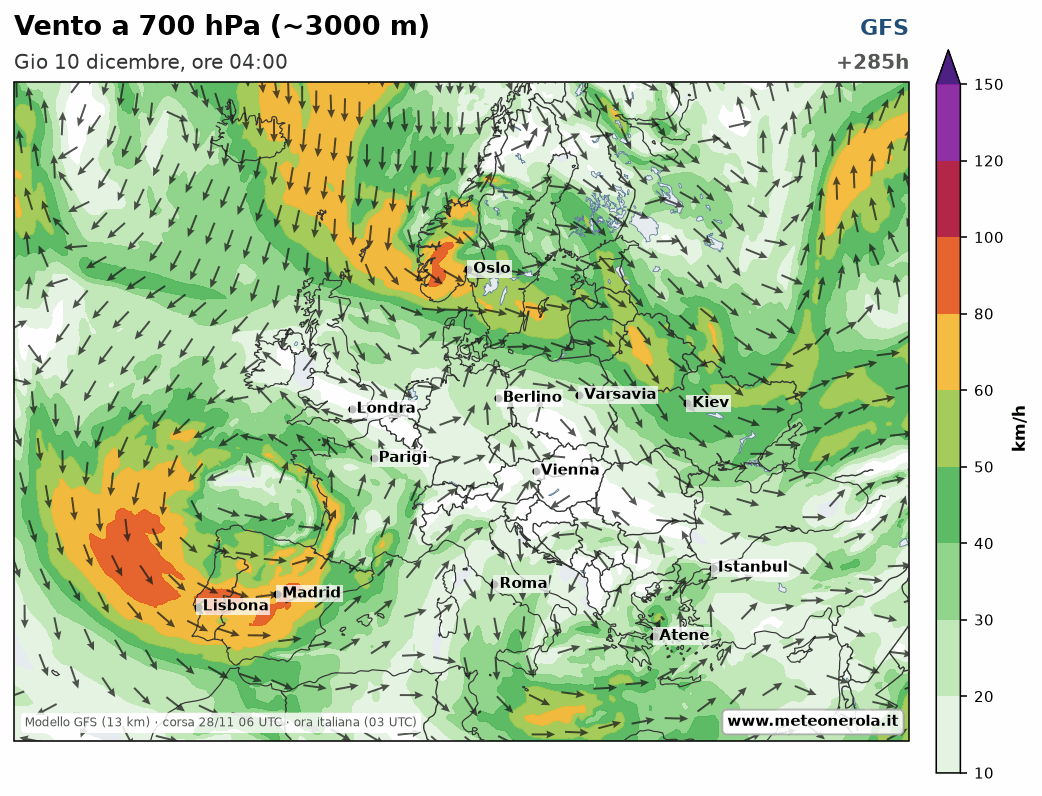 Vento a 700 hPa (~3000 m)
GFS
Gio 10 dicembre, ore 04:00
+285h
150
120
100
80
60
50
40
30
20
10
km/h
Oslo
Londra
Berlino
Varsavia
Kiev
Parigi
Vienna
Istanbul
Roma
Madrid
Lisbona
Atene
Modello GFS (13 km) · corsa 28/11 06 UTC · ora italiana (03 UTC)
www.meteonerola.it